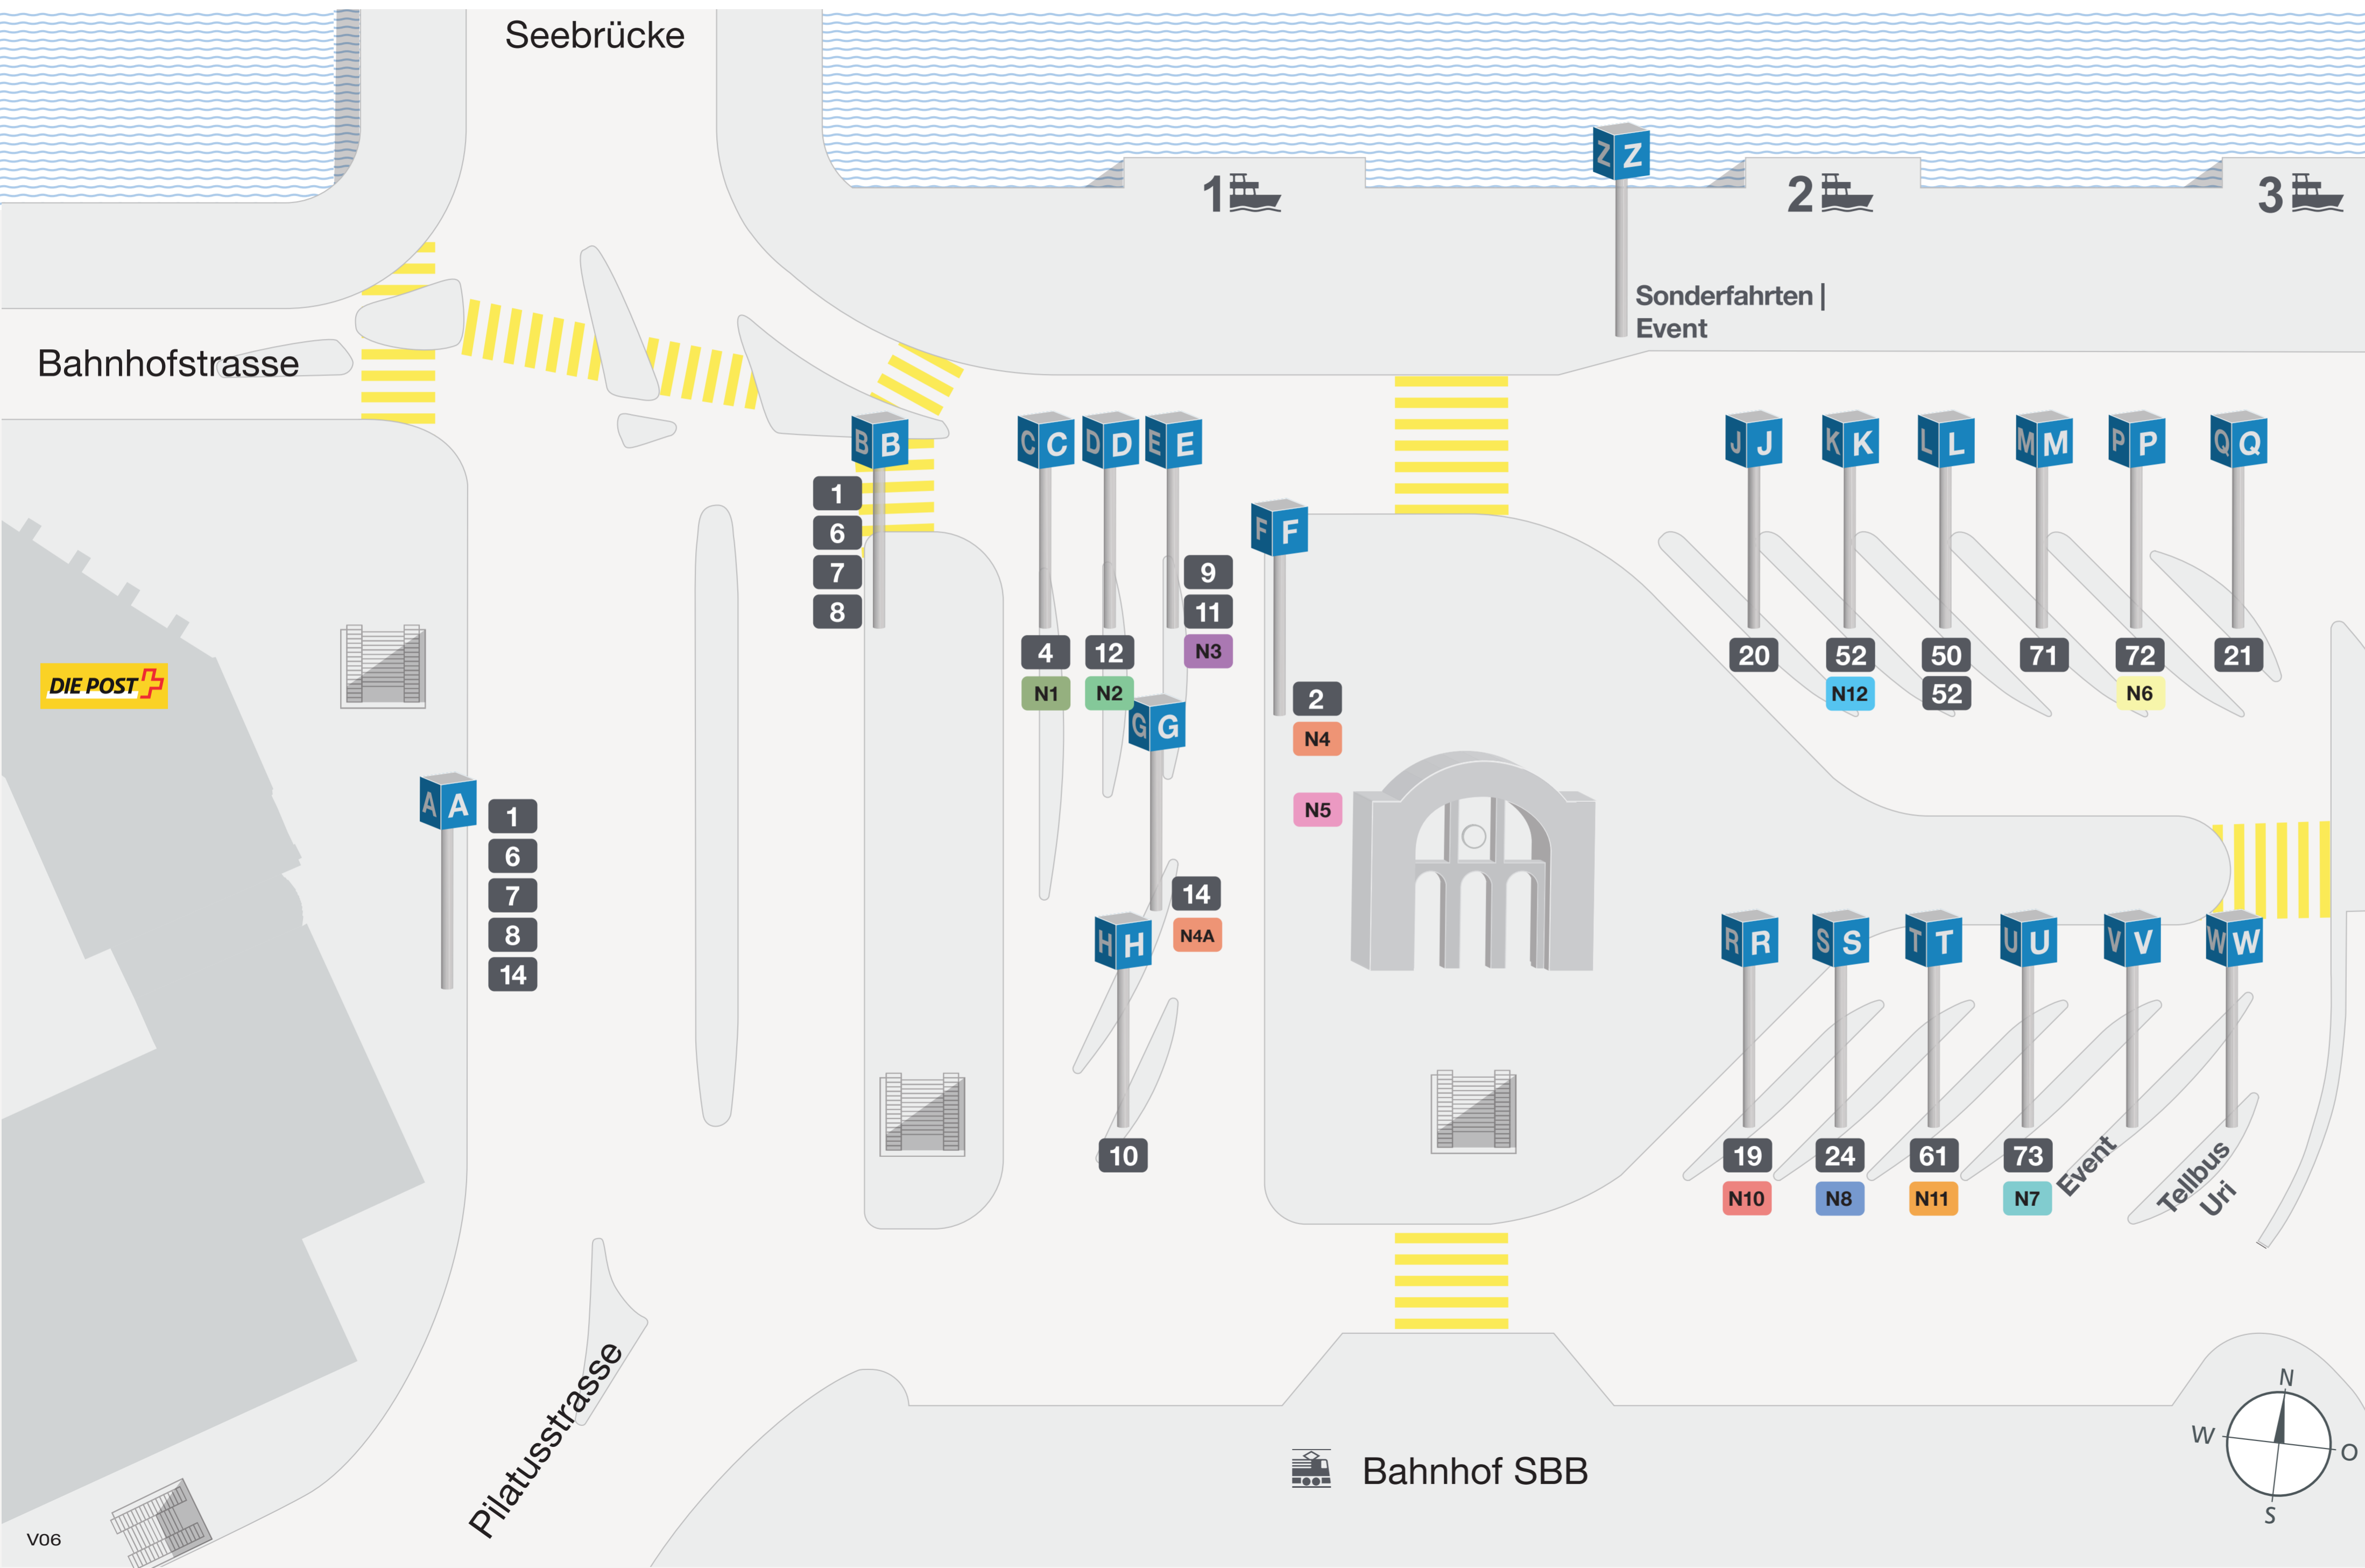 Seebrücke
Z Z
1
2
3
Sonderfahrten |
Event
Bahnhofstrasse
B B
1
6
7
8
C C
4
N1
D D
12
N2
E E
9
11
N3
F F
2
N4
N5
G G
14
N4A
H H
10
J J
20
K K
52
N12
L L
50
52
M M
71
P P
72
N6
Q Q
21
DIE POST
A A
1
6
7
8
14
R R
19
N10
S S
24
N8
T T
61
N11
U U
73
N7
V V
Event
W W
Tellbus
Uri
Pilatusstrasse
Bahnhof SBB
N
W
O
S
V06